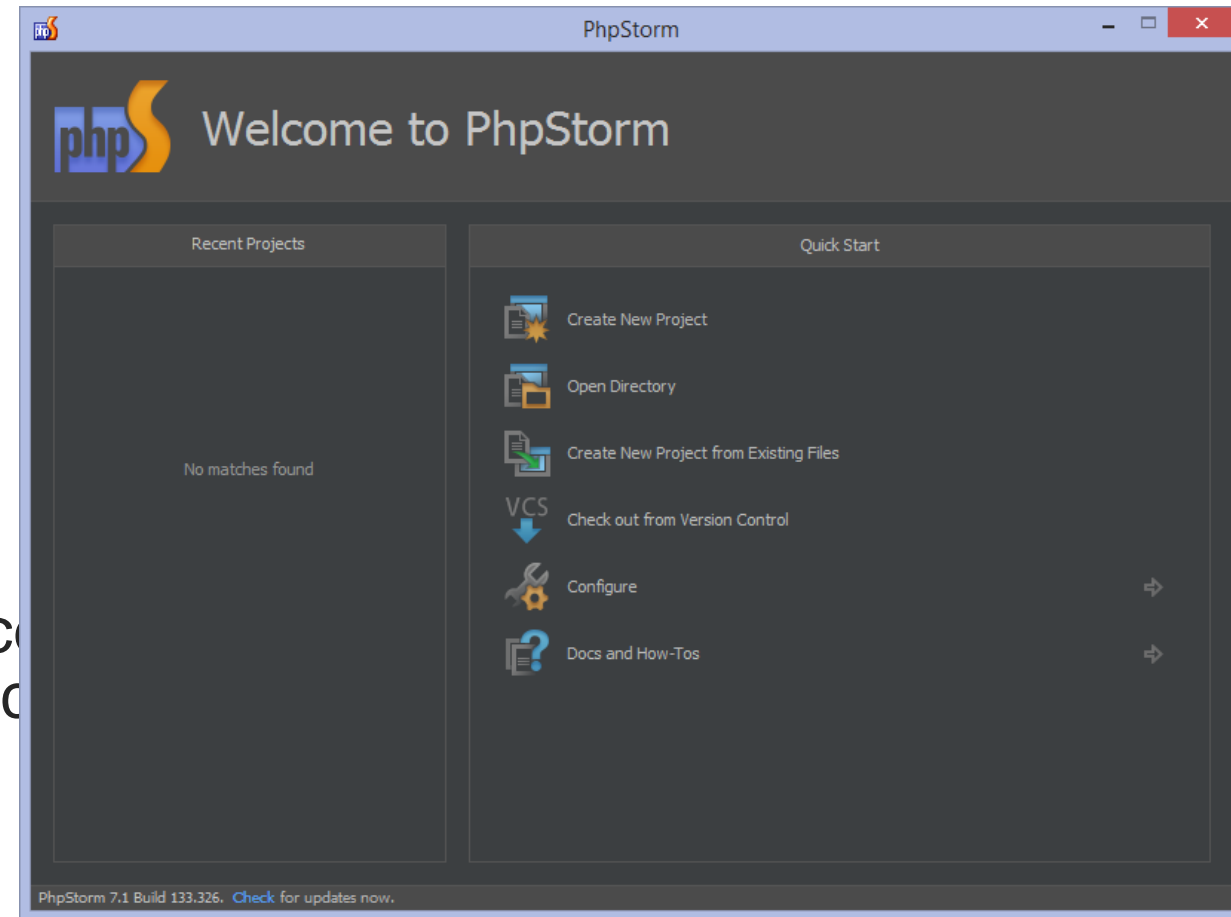 PhpStorm
php
Welcome to PhpStorm
Recent Projects
No matches found
Quick Start
Create New Project
Open Directory
Create New Project from Existing Files
VCS
Check out from Version Control
Configure
Docs and How-Tos
PhpStorm 7.1 Build 133.326. Check for updates now.